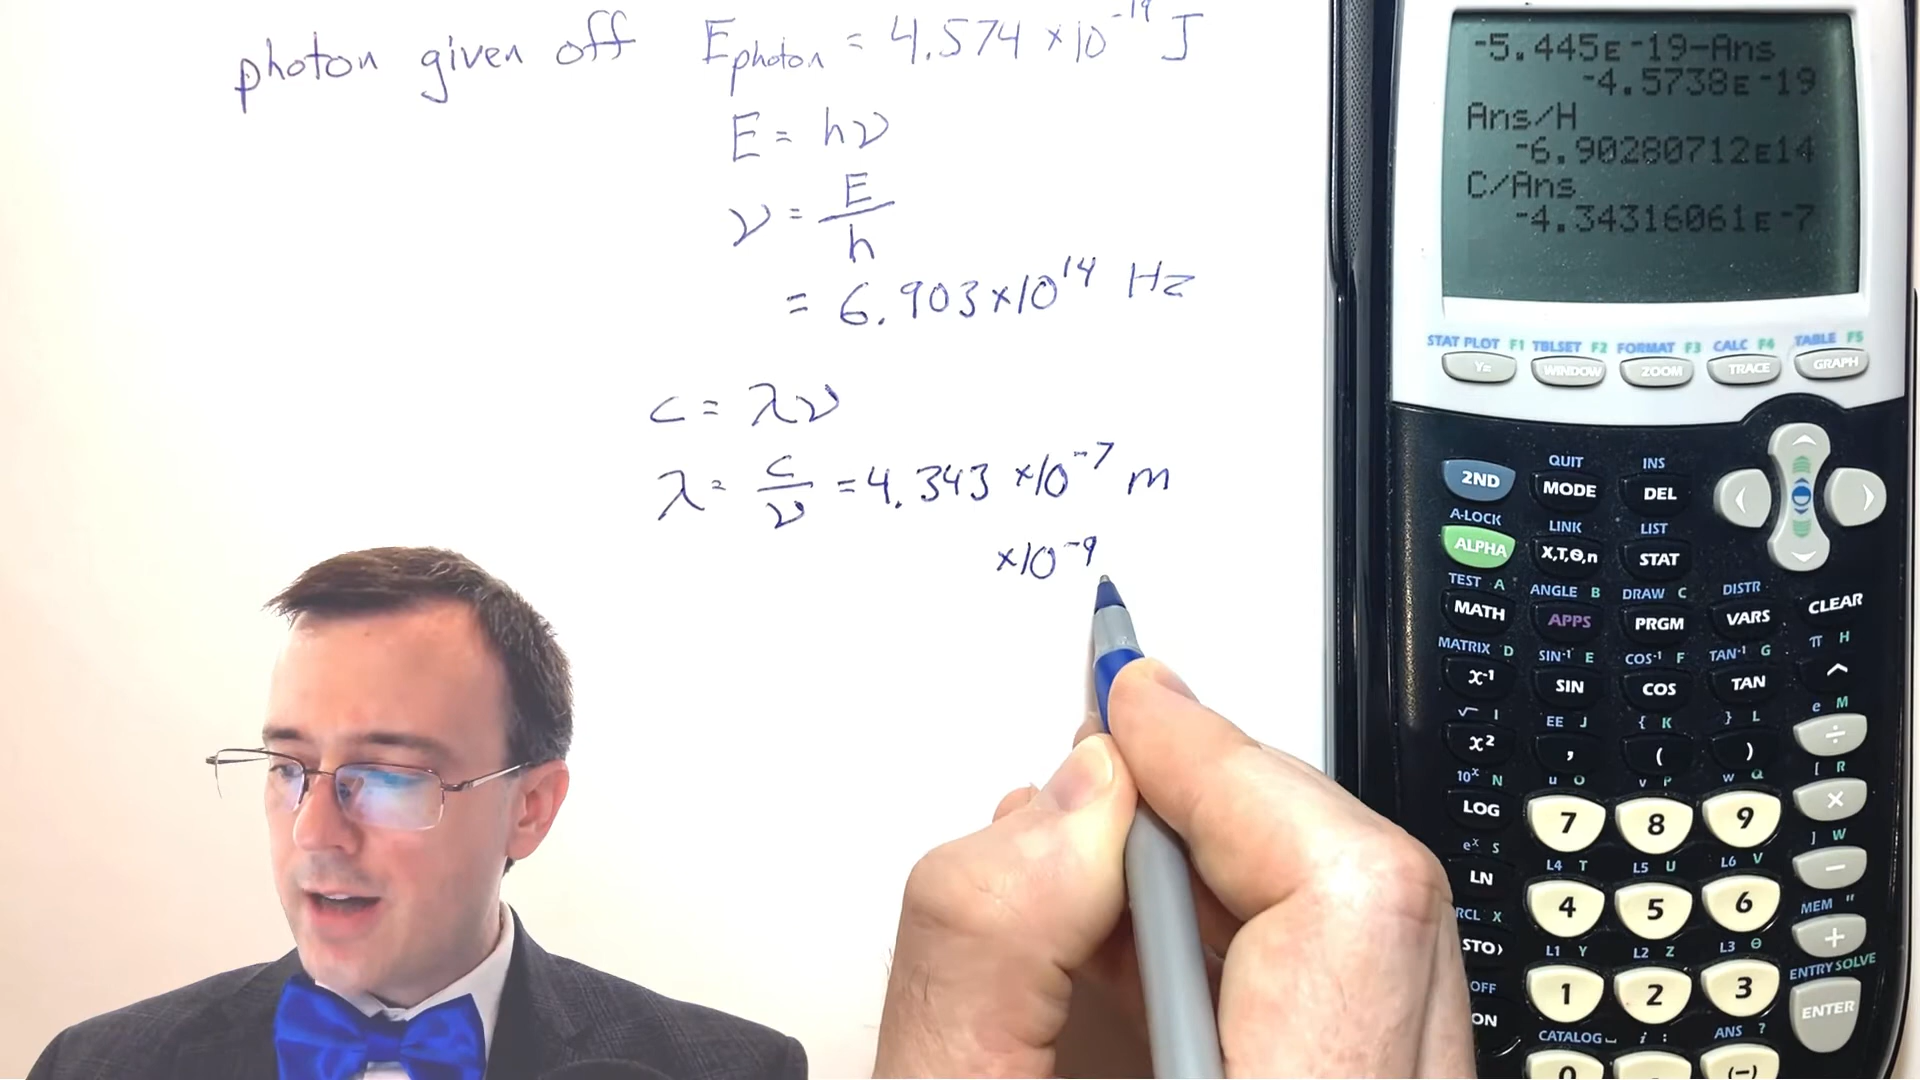 photon given off Ephoton = 4.574 ×10⁻¹⁹ J
E = hν
ν = E/h
= 6.903×10¹⁴ Hz
c = λν
λ = c/ν = 4.343 ×10⁻⁷ m
×10⁻⁹
-5.445E-19-Ans
-4.5738E-19
Ans/H
-6.90280712E14
C/Ans
-4.34316061E-7
STAT PLOT F1 TBLSET F2 FORMAT F3 CALC F4 TABLE F5
Y= WINDOW ZOOM TRACE GRAPH
QUIT INS
2ND MODE DEL
A-LOCK LINK LIST
ALPHA X,T,Θ,n STAT
TEST A ANGLE B DRAW C DISTR
MATH APPS PRGM VARS CLEAR
MATRIX D SIN⁻¹ E COS⁻¹ F TAN⁻¹ G π H
x⁻¹ SIN COS TAN ^
√ I EE J { K } L e M
x² , ( ) ÷
10ˣ N u O v P w Q [ R
LOG 7 8 9 ×
eˣ S L4 T L5 U L6 V ] W
LN 4 5 6 −
RCL X L1 Y L2 Z L3 Θ MEM "
STO⟩ 1 2 3 +
OFF CATALOG ⎵ i : ANS ? ENTRY SOLVE
ON 0 . (−) ENTER